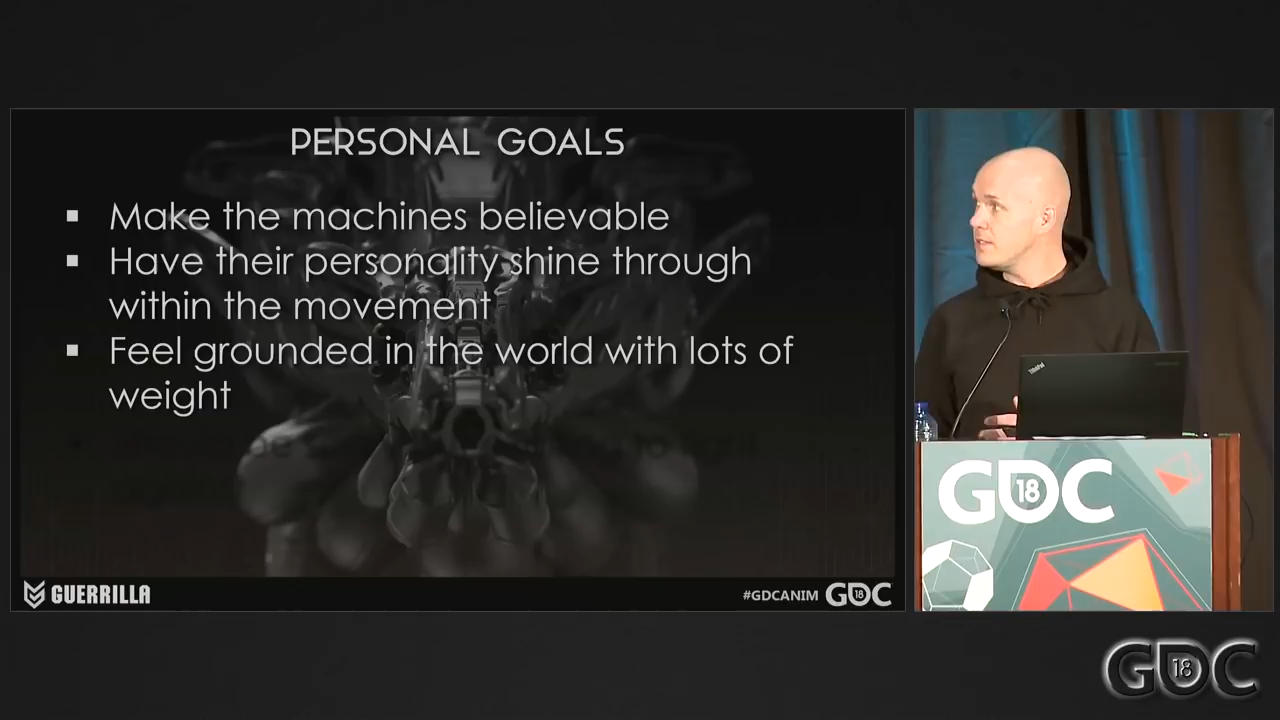 PERSONAL GOALS
▪ Make the machines believable
▪ Have their personality shine through
within the movement
▪ Feel grounded in the world with lots of
weight
GUERRILLA
#GDCANIM GDC 18
ThinkPad
GDC 18
GDC 18